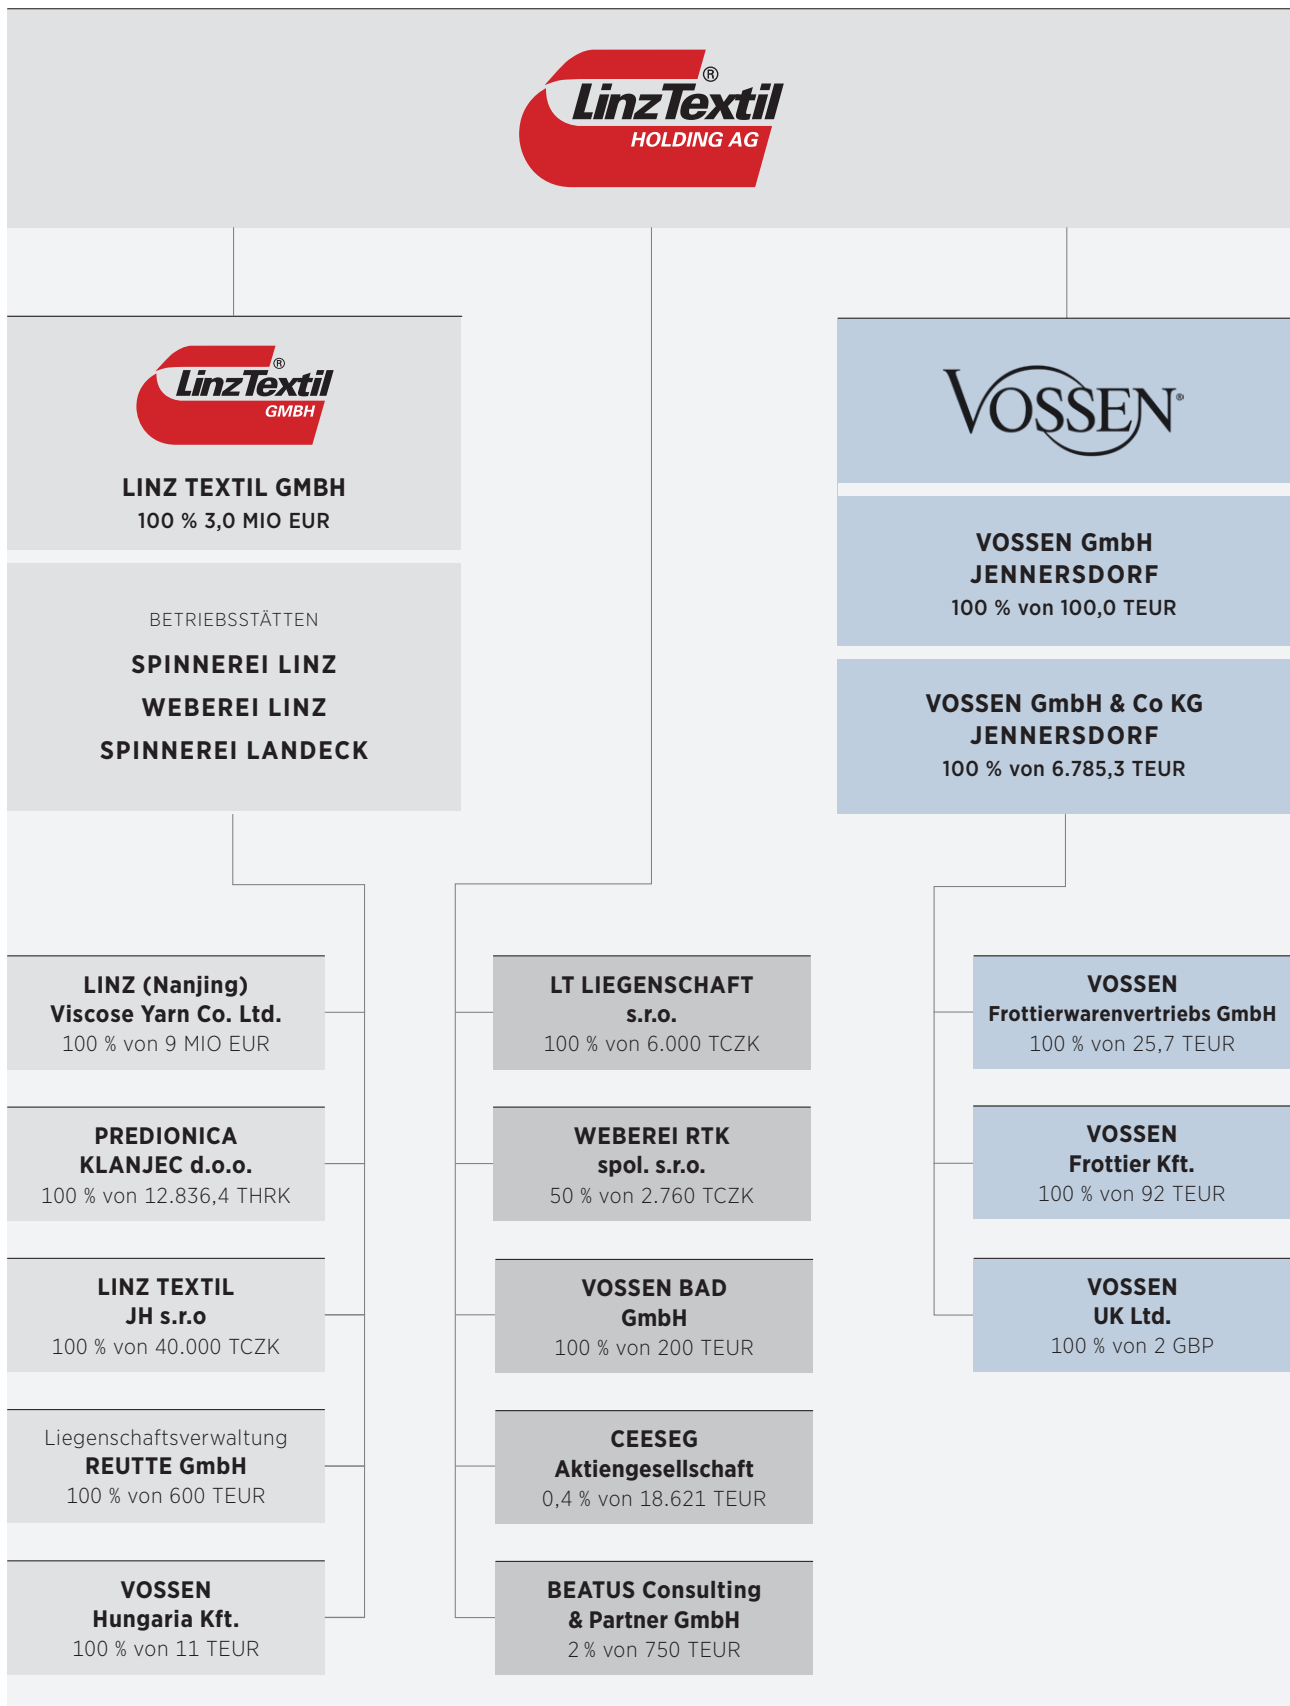 LinzTextil®
HOLDING AG
LinzTextil®
GMBH
LINZ TEXTIL GMBH
100 % 3,0 MIO EUR
BETRIEBSSTÄTTEN
SPINNEREI LINZ
WEBEREI LINZ
SPINNEREI LANDECK
VOSSEN®
VOSSEN GmbH
JENNERSDORF
100 % von 100,0 TEUR
VOSSEN GmbH & Co KG
JENNERSDORF
100 % von 6.785,3 TEUR
LINZ (Nanjing)
Viscose Yarn Co. Ltd.
100 % von 9 MIO EUR
PREDIONICA
KLANJEC d.o.o.
100 % von 12.836,4 THRK
LINZ TEXTIL
JH s.r.o
100 % von 40.000 TCZK
Liegenschaftsverwaltung
REUTTE GmbH
100 % von 600 TEUR
VOSSEN
Hungaria Kft.
100 % von 11 TEUR
LT LIEGENSCHAFT
s.r.o.
100 % von 6.000 TCZK
WEBEREI RTK
spol. s.r.o.
50 % von 2.760 TCZK
VOSSEN BAD
GmbH
100 % von 200 TEUR
CEESEG
Aktiengesellschaft
0,4 % von 18.621 TEUR
BEATUS Consulting
& Partner GmbH
2 % von 750 TEUR
VOSSEN
Frottierwarenvertriebs GmbH
100 % von 25,7 TEUR
VOSSEN
Frottier Kft.
100 % von 92 TEUR
VOSSEN
UK Ltd.
100 % von 2 GBP